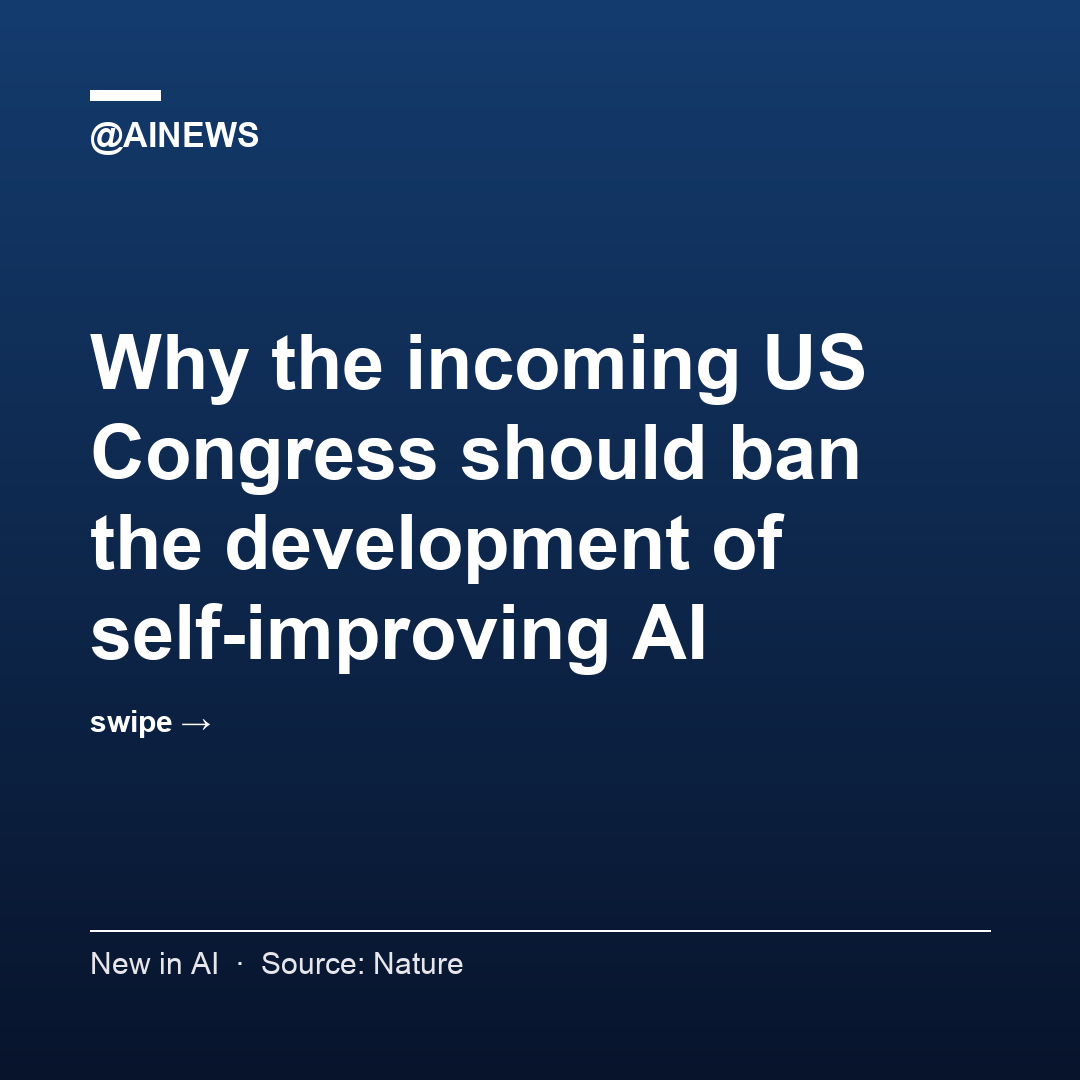 @AINEWS
Why the incoming US
Congress should ban
the development of
self-improving AI
swipe →
New in AI · Source: Nature